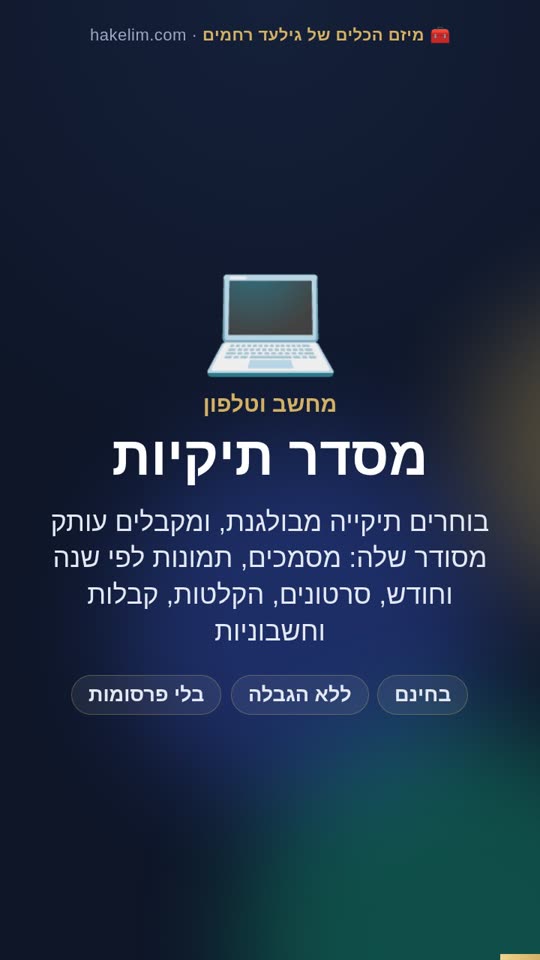 🧰 מיזם הכלים של גילעד רחמים · hakelim.com
מחשב וטלפון
מסדר תיקיות
בוחרים תיקייה מבולגנת, ומקבלים עותק
מסודר שלה: מסמכים, תמונות לפי שנה
וחודש, סרטונים, הקלטות, קבלות
וחשבוניות
בחינם
ללא הגבלה
בלי פרסומות